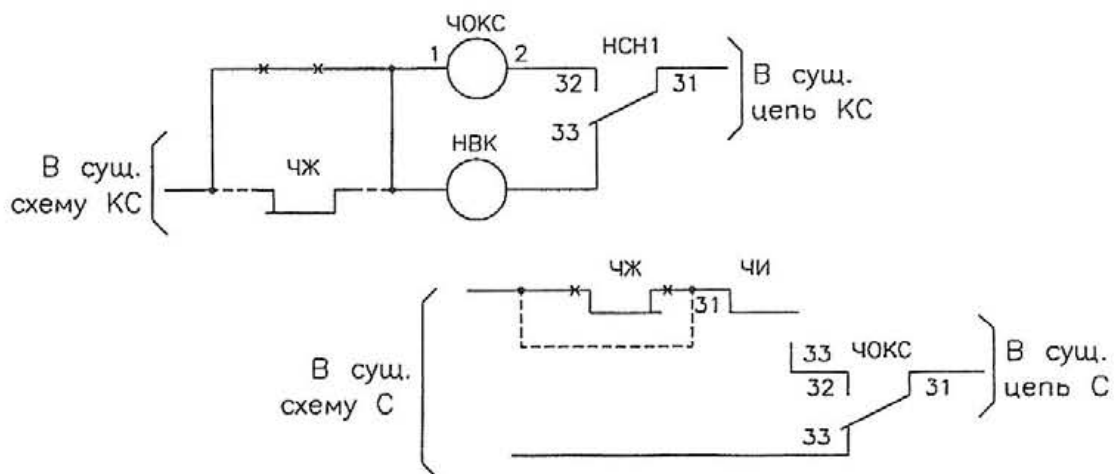 ЧОКС
1 2 НСН1
32 31
33
В сущ.
цепь КС
НВК
ЧЖ
В сущ.
схему КС
ЧЖ ЧИ
31
33 ЧОКС
32 31
33
В сущ.
схему С
В сущ.
цепь С